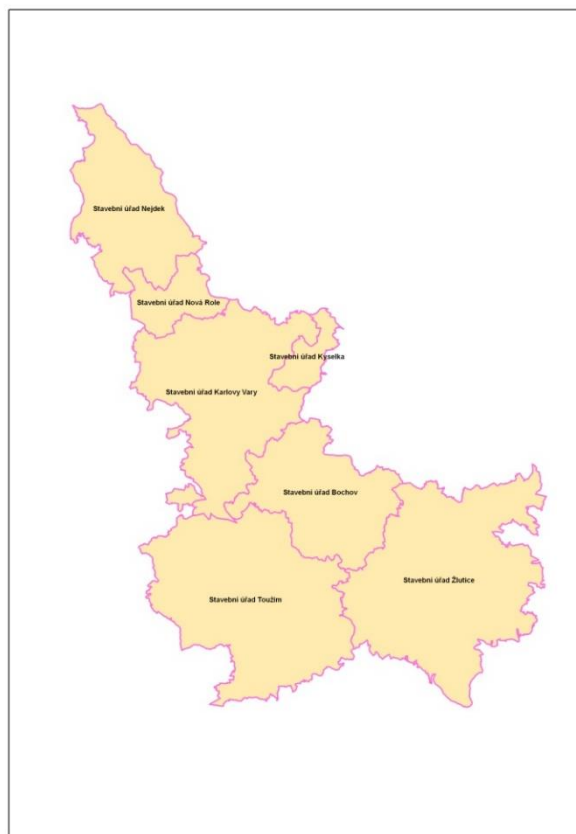 Stavební úřad Nejdek
Stavební úřad Nová Role
Stavební úřad Kyselka
Stavební úřad Karlovy Vary
Stavební úřad Bochov
Stavební úřad Žlutice
Stavební úřad Toužim